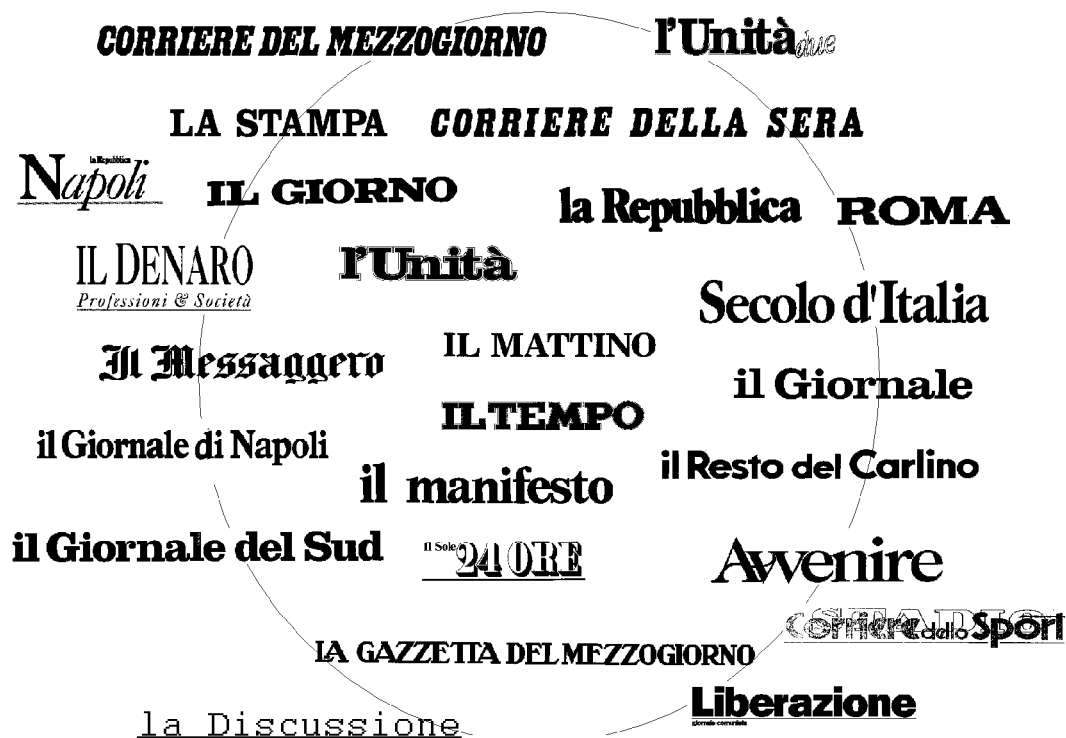 CORRIERE DEL MEZZOGIORNO
l'Unità due
LA STAMPA
CORRIERE DELLA SERA
la Repubblica
Napoli
IL GIORNO
la Repubblica
ROMA
IL DENARO
Professioni & Società
l'Unità
Secolo d'Italia
IL MATTINO
Il Messaggero
il Giornale
IL TEMPO
il Giornale di Napoli
il Resto del Carlino
il manifesto
il Giornale del Sud
Il Sole
24 ORE
Avvenire
STADIO
Corriere dello Sport
LA GAZZETTA DEL MEZZOGIORNO
Liberazione
giornale comunista
la Discussione